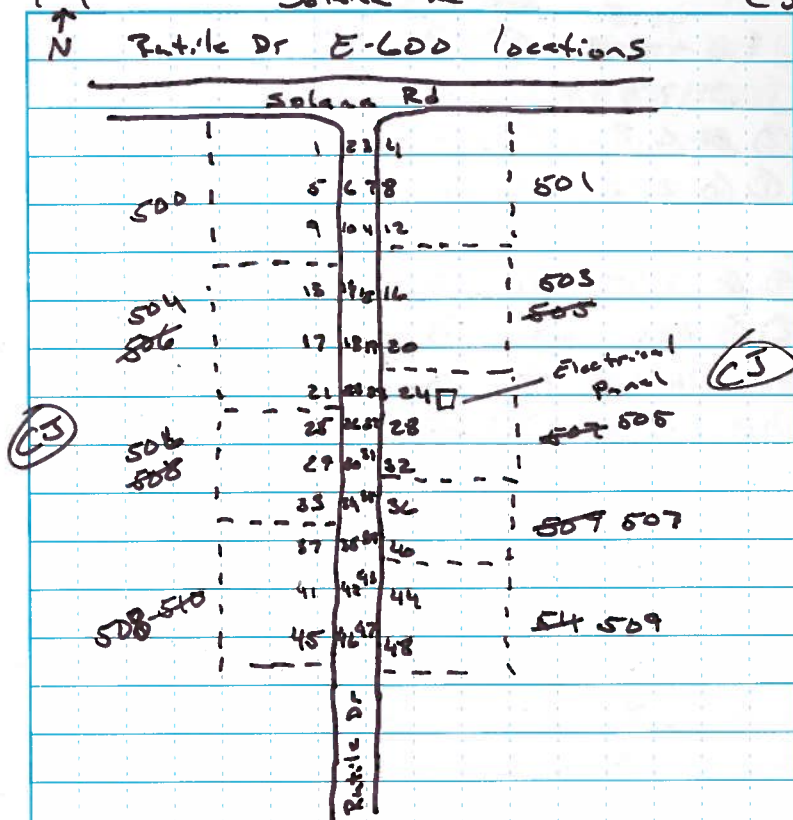 N Rutile Dr E-600 locations
Solana Rd
1 2 3 4
500 5 6 7 8 501
9 10 11 12
13 14 15 16 503
504 505
506 17 18 19 20
Electrical
Panel CJ
21 22 23 24
25 26 27 28 507 505
CJ
506 29 30 31 32
508
33 34 35 36 509 507
37 38 39 40
41 42 43 44
508 510
45 46 47 48 511 509
Rutile Dr